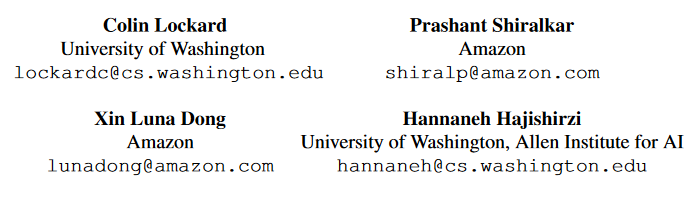 Colin Lockard
University of Washington
lockardc@cs.washington.edu
Prashant Shiralkar
Amazon
shiralp@amazon.com
Xin Luna Dong
Amazon
lunadong@amazon.com
Hannaneh Hajishirzi
University of Washington, Allen Institute for AI
hannaneh@cs.washington.edu